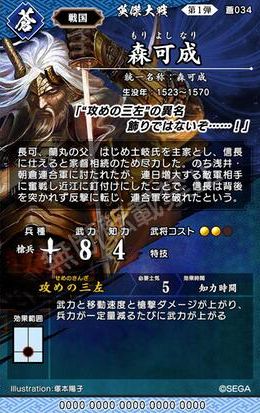 蒼
戦国
英傑大戦
第1弾
蒼034
もり よし なり
森可成
統一名称：森可成
生没年：1523～1570
「“攻めの三左”の異名
飾りではないぞ……！」
長可、蘭丸の父。はじめ土岐氏を主家とし、信長
に仕えると家督相続のため尽力した。のち浅井・
朝倉連合軍に討たれたが、連日増大する敵軍相手
に奮戦し近江に釘付けにしたことで、信長は背後
を突かれず反撃に転じ、連合軍を破れたという。
兵種 武力 知力 武将コスト
槍兵 8 4 特技
せめのさんざ 必要士気 効果時間
攻めの三左 5 知力時間
効果範囲
武力と移動速度と槍撃ダメージが上がり、
兵力が一定量減るたびに武力が上がる
Illustration:塚本陽子
©SEGA
0000-0000-0000-0000-0000